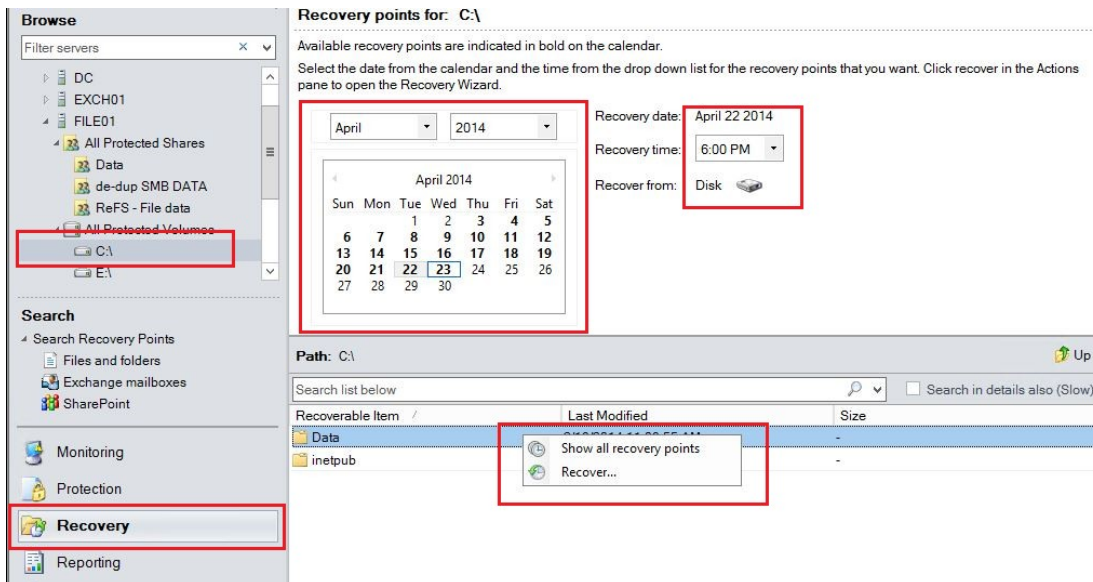 Browse
Filter servers
DC
EXCH01
FILE01
All Protected Shares
Data
de-dup SMB DATA
ReFS - File data
All Protected Volumes
C:\
E:\
Search
Search Recovery Points
Files and folders
Exchange mailboxes
SharePoint
Monitoring
Protection
Recovery
Reporting
Recovery points for: C:\
Available recovery points are indicated in bold on the calendar.
Select the date from the calendar and the time from the drop down list for the recovery points that you want. Click recover in the Actions
pane to open the Recovery Wizard.
April 2014
April 2014
Sun Mon Tue Wed Thu Fri Sat
1 2 3 4 5
6 7 8 9 10 11 12
13 14 15 16 17 18 19
20 21 22 23 24 25 26
27 28 29 30
Recovery date: April 22 2014
Recovery time: 6:00 PM
Recover from: Disk
Path: C:\
Up
Search list below
Search in details also (Slow)
Recoverable Item / Last Modified Size
Data -
inetpub -
Show all recovery points
Recover...